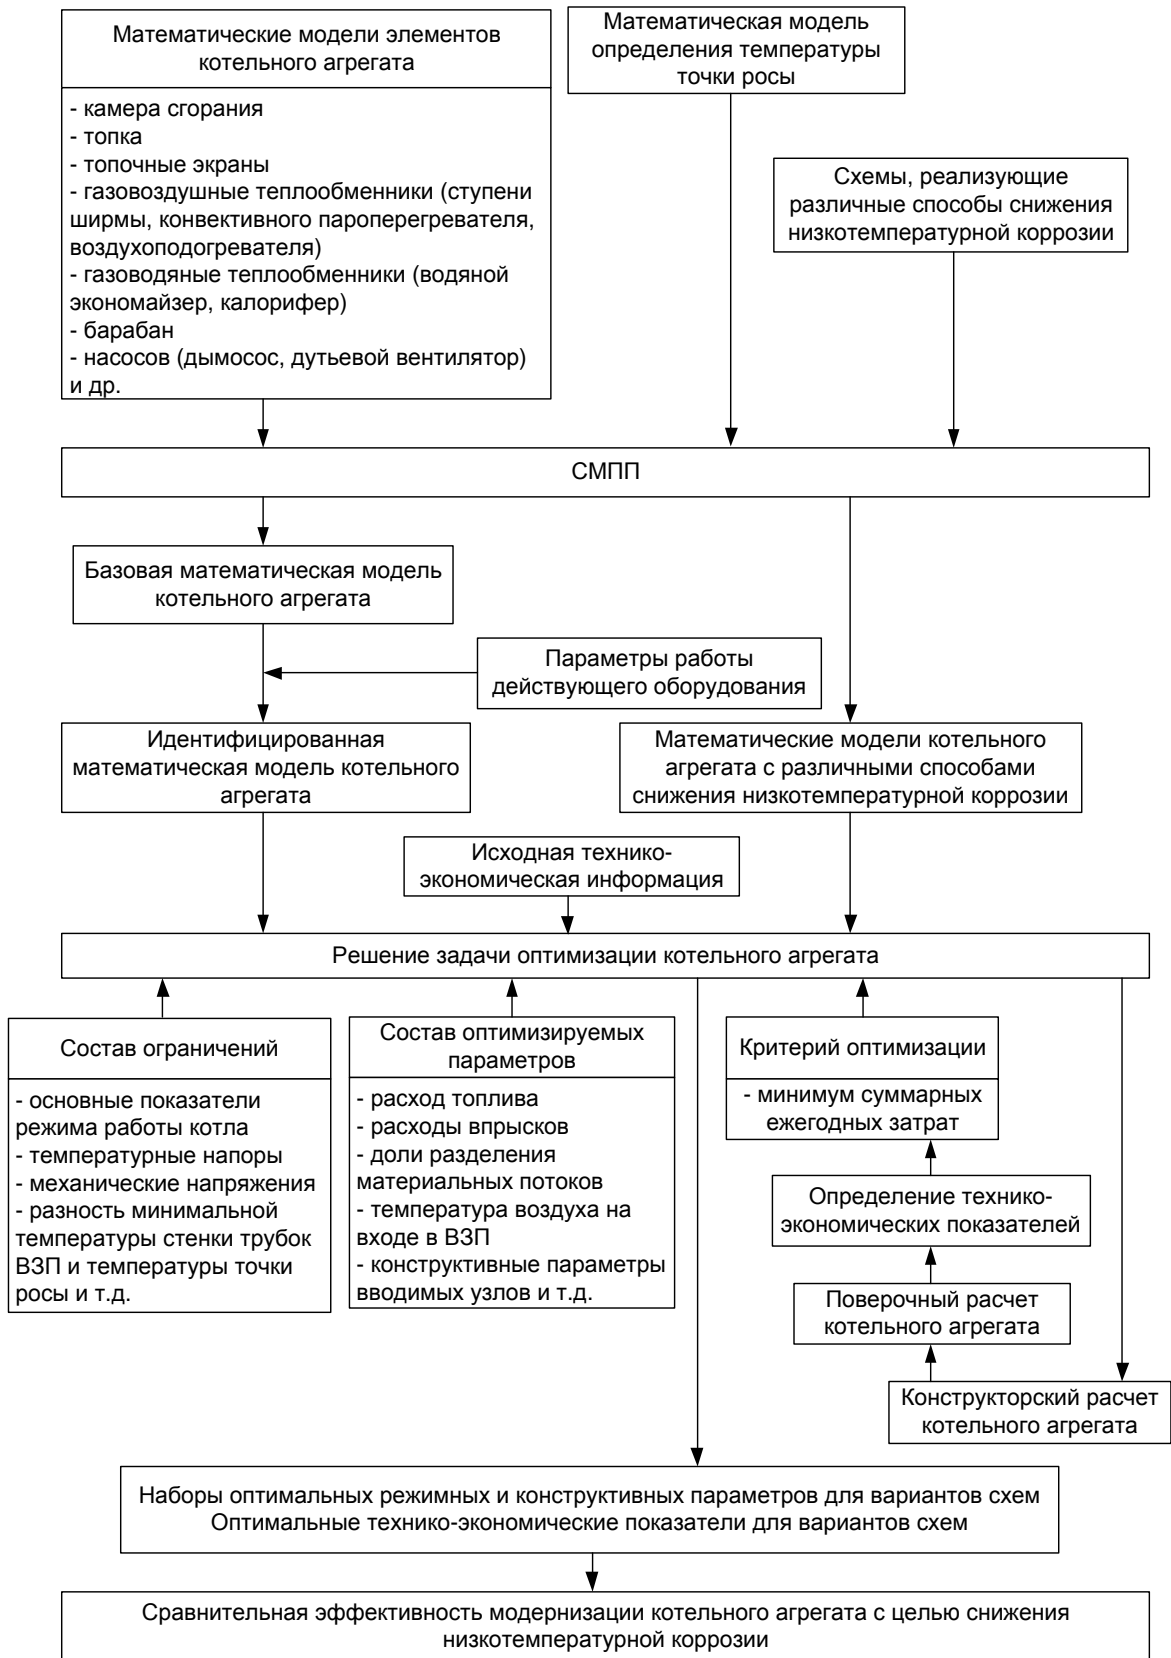 Математические модели элементов
котельного агрегата
- камера сгорания
- топка
- топочные экраны
- газовоздушные теплообменники (ступени
ширмы, конвективного пароперегревателя,
воздухоподогревателя)
- газоводяные теплообменники (водяной
экономайзер, калорифер)
- барабан
- насосов (дымосос, дутьевой вентилятор)
и др.
Математическая модель
определения температуры
точки росы
Схемы, реализующие
различные способы снижения
низкотемпературной коррозии
СМПП
Базовая математическая модель
котельного агрегата
Параметры работы
действующего оборудования
Идентифицированная
математическая модель котельного
агрегата
Математические модели котельного
агрегата с различными способами
снижения низкотемпературной коррозии
Исходная технико-
экономическая информация
Решение задачи оптимизации котельного агрегата
Состав ограничений
- основные показатели
режима работы котла
- температурные напоры
- механические напряжения
- разность минимальной
температуры стенки трубок
ВЗП и температуры точки
росы и т.д.
Состав оптимизируемых
параметров
- расход топлива
- расходы впрысков
- доли разделения
материальных потоков
- температура воздуха на
входе в ВЗП
- конструктивные параметры
вводимых узлов и т.д.
Критерий оптимизации
- минимум суммарных
ежегодных затрат
Определение технико-
экономических показателей
Поверочный расчет
котельного агрегата
Конструкторский расчет
котельного агрегата
Наборы оптимальных режимных и конструктивных параметров для вариантов схем
Оптимальные технико-экономические показатели для вариантов схем
Сравнительная эффективность модернизации котельного агрегата с целью снижения
низкотемпературной коррозии